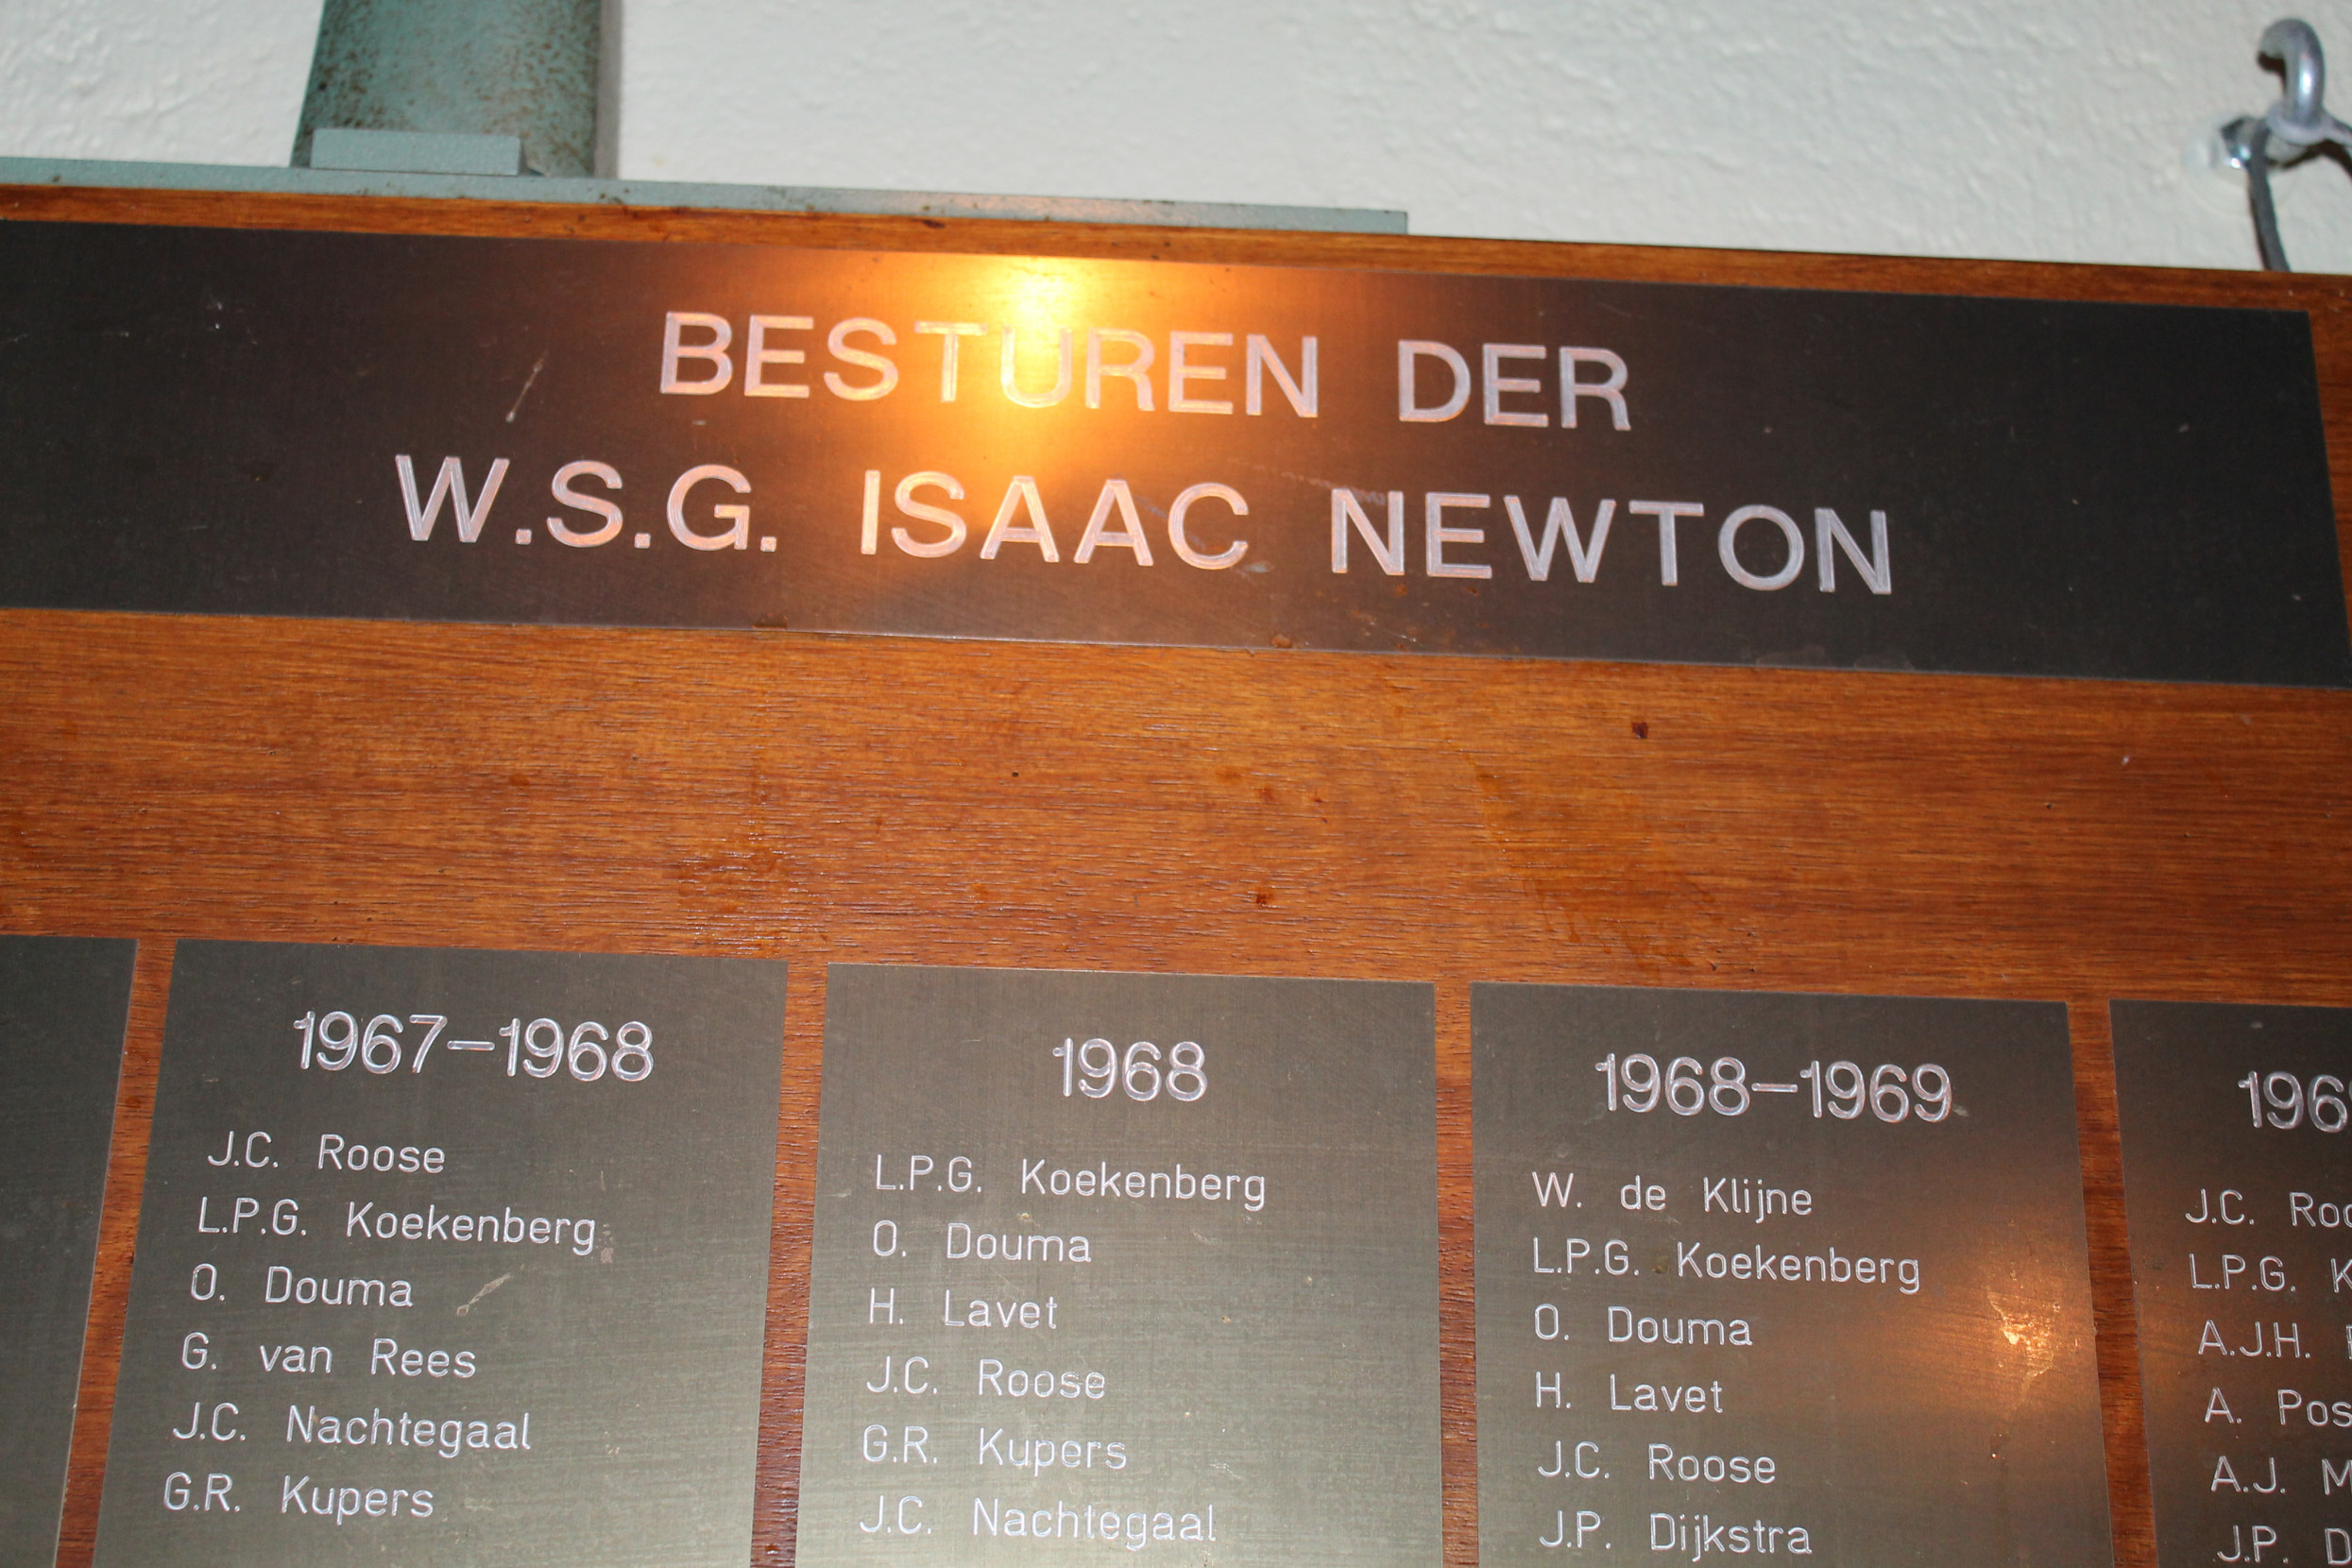 BESTUREN DER
W.S.G. ISAAC NEWTON
1967-1968
J.C. Roose
L.P.G. Koekenberg
O. Douma
G. van Rees
J.C. Nachtegaal
G.R. Kupers
1968
L.P.G. Koekenberg
O. Douma
H. Lavet
J.C. Roose
G.R. Kupers
J.C. Nachtegaal
1968-1969
W. de Klijne
L.P.G. Koekenberg
O. Douma
H. Lavet
J.C. Roose
J.P. Dijkstra
J.C.
L.P.G.
A.J.H.
A.
A.J.
J.P.